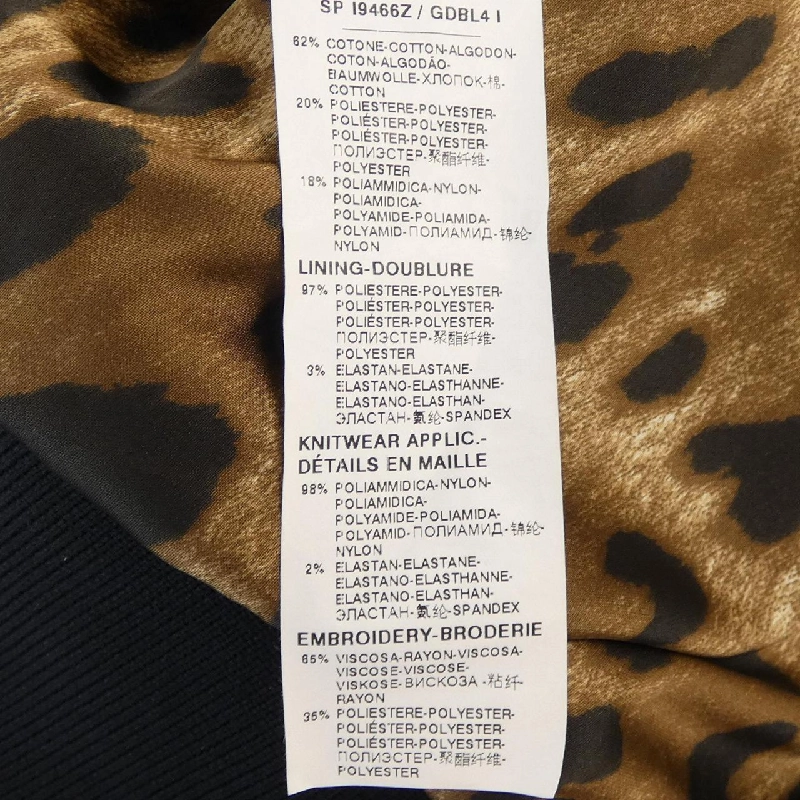 SP I9466Z / GDBL4 I
62% COTONE-COTTON-ALGODON-
COTON-ALGODÃO-
BAUMWOLLE-ХЛОПОК-棉-
COTTON
20% POLIESTERE-POLYESTER-
POLIÉSTER-POLYESTER-
POLIÉSTER-POLYESTER-
ПОЛИЭСТЕР-聚酯纤维-
POLYESTER
18% POLIAMMIDICA-NYLON-
POLIAMIDICA-
POLYAMIDE-POLIAMIDA-
POLYAMID-ПОЛИАМИД-锦纶-
NYLON
LINING-DOUBLURE
97% POLIESTERE-POLYESTER-
POLIÉSTER-POLYESTER-
POLIÉSTER-POLYESTER-
ПОЛИЭСТЕР-聚酯纤维-
POLYESTER
3% ELASTAN-ELASTANE-
ELASTANO-ELASTHANNE-
ELASTANO-ELASTHAN-
ЭЛАСТАН-氨纶-SPANDEX
KNITWEAR APPLIC.-
DÉTAILS EN MAILLE
98% POLIAMMIDICA-NYLON-
POLIAMIDICA-
POLYAMIDE-POLIAMIDA-
POLYAMID-ПОЛИАМИД-锦纶-
NYLON
2% ELASTAN-ELASTANE-
ELASTANO-ELASTHANNE-
ELASTANO-ELASTHAN-
ЭЛАСТАН-氨纶-SPANDEX
EMBROIDERY-BRODERIE
65% VISCOSA-RAYON-VISCOSA-
VISCOSE-VISCOSE-
VISKOSE-ВИСКОЗА -粘纤-
RAYON
35% POLIESTERE-POLYESTER-
POLIÉSTER-POLYESTER-
POLIÉSTER-POLYESTER-
ПОЛИЭСТЕР-聚酯纤维-
POLYESTER